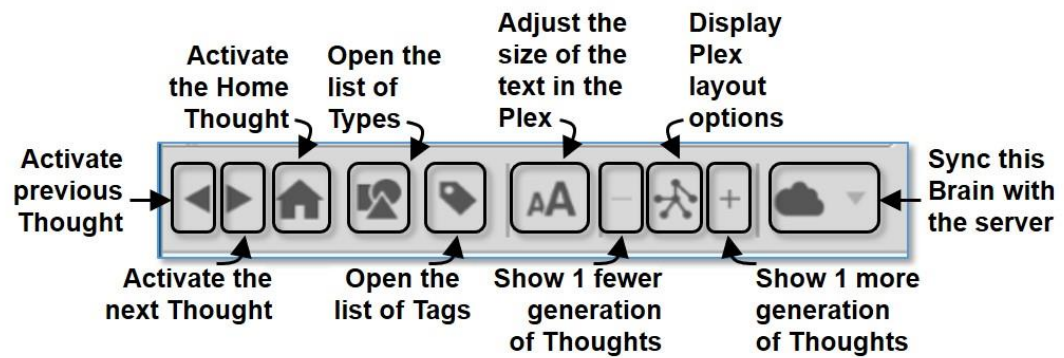 Activate
the Home
Thought
Open the
list of
Types
Adjust the
size of the
text in the
Plex
Display
Plex
layout
options
Activate
previous
Thought
AA
Sync this
Brain with
the server
Activate the
next Thought
Open the
list of Tags
Show 1 fewer
generation
of Thoughts
Show 1 more
generation
of Thoughts